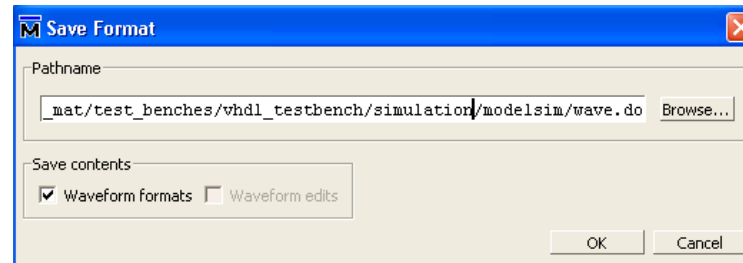 Save Format
Pathname
_mat/test_benches/vhdl_testbench/simulation/modelsim/wave.do Browse...
Save contents
Waveform formats Waveform edits
OK Cancel